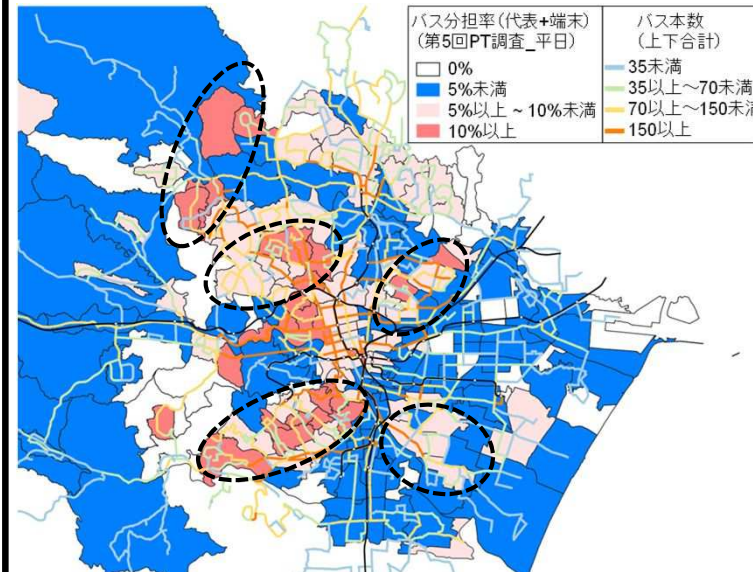 バス分担率(代表+端末)
(第5回PT調査_平日)
0%
5%未満
5%以上 ~ 10%未満
10%以上
バス本数
(上下合計)
35未満
35以上～70未満
70以上～150未満
150以上